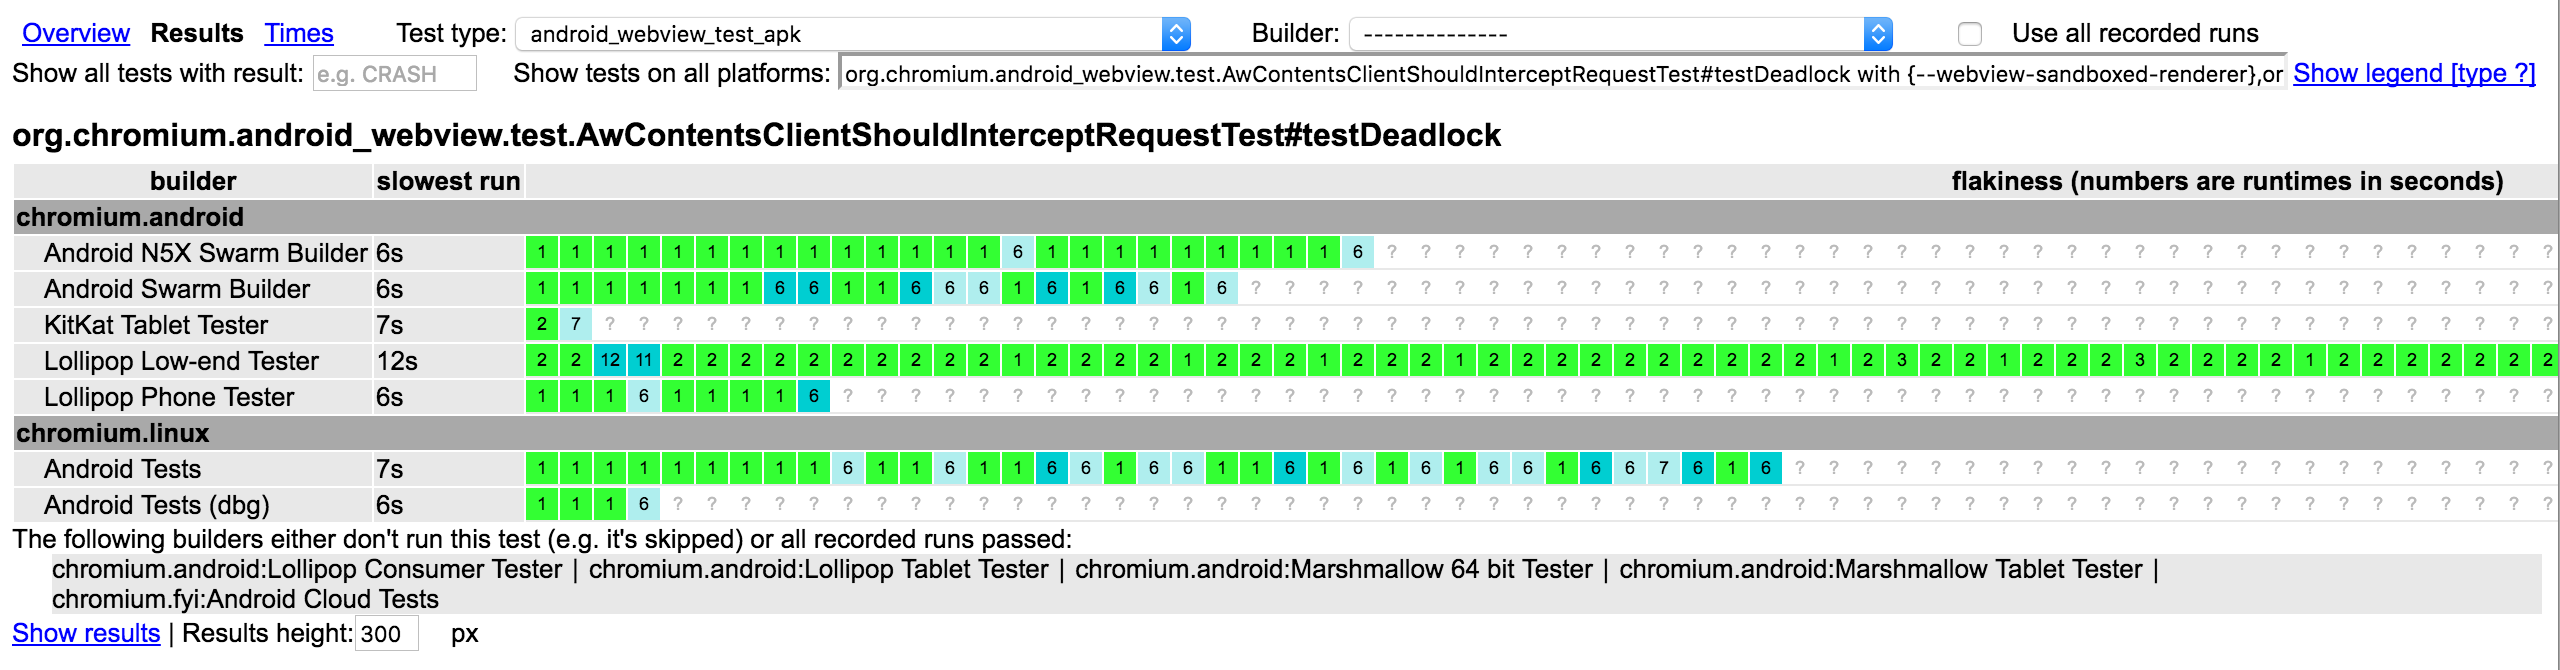 Overview Results Times Test type: android_webview_test_apk Builder: -------------- Use all recorded runs
Show all tests with result: e.g. CRASH Show tests on all platforms: org.chromium.android_webview.test.AwContentsClientShouldInterceptRequestTest#testDeadlock with {--webview-sandboxed-renderer},or Show legend [type ?]
org.chromium.android_webview.test.AwContentsClientShouldInterceptRequestTest#testDeadlock
builder slowest run flakiness (numbers are runtimes in seconds)
chromium.android
Android N5X Swarm Builder 6s 1 1 1 1 1 1 1 1 1 1 1 1 1 1 6 1 1 1 1 1 1 1 1 1 6 ? ? ? ? ? ? ? ? ? ? ? ? ? ? ? ? ? ? ? ? ? ? ? ? ? ? ? ? ? ? ? ? ? ? ?
Android Swarm Builder 6s 1 1 1 1 1 1 1 6 6 1 1 6 6 6 1 6 1 6 6 1 6 ? ? ? ? ? ? ? ? ? ? ? ? ? ? ? ? ? ? ? ? ? ? ? ? ? ? ? ? ? ? ? ? ? ? ? ? ? ? ?
KitKat Tablet Tester 7s 2 7 ? ? ? ? ? ? ? ? ? ? ? ? ? ? ? ? ? ? ? ? ? ? ? ? ? ? ? ? ? ? ? ? ? ? ? ? ? ? ? ? ? ? ? ? ? ? ? ? ? ? ? ? ? ? ? ? ? ?
Lollipop Low-end Tester 12s 2 2 12 11 2 2 2 2 2 2 2 2 2 2 1 2 2 2 2 1 2 2 2 1 2 2 2 1 2 2 2 2 2 2 2 2 2 2 1 2 3 2 2 1 2 2 2 3 2 2 2 2 1 2 2 2 2 2 2 2
Lollipop Phone Tester 6s 1 1 1 6 1 1 1 1 6 ? ? ? ? ? ? ? ? ? ? ? ? ? ? ? ? ? ? ? ? ? ? ? ? ? ? ? ? ? ? ? ? ? ? ? ? ? ? ? ? ? ? ? ? ? ? ? ? ? ? ?
chromium.linux
Android Tests 7s 1 1 1 1 1 1 1 1 1 6 1 1 6 1 1 6 6 1 6 6 1 1 6 1 6 1 6 1 6 6 1 6 6 7 6 1 6 ? ? ? ? ? ? ? ? ? ? ? ? ? ? ? ? ? ? ? ? ? ? ?
Android Tests (dbg) 6s 1 1 1 6 ? ? ? ? ? ? ? ? ? ? ? ? ? ? ? ? ? ? ? ? ? ? ? ? ? ? ? ? ? ? ? ? ? ? ? ? ? ? ? ? ? ? ? ? ? ? ? ? ? ? ? ? ? ? ? ?
The following builders either don't run this test (e.g. it's skipped) or all recorded runs passed:
chromium.android:Lollipop Consumer Tester | chromium.android:Lollipop Tablet Tester | chromium.android:Marshmallow 64 bit Tester | chromium.android:Marshmallow Tablet Tester |
chromium.fyi:Android Cloud Tests
Show results | Results height: 300 px